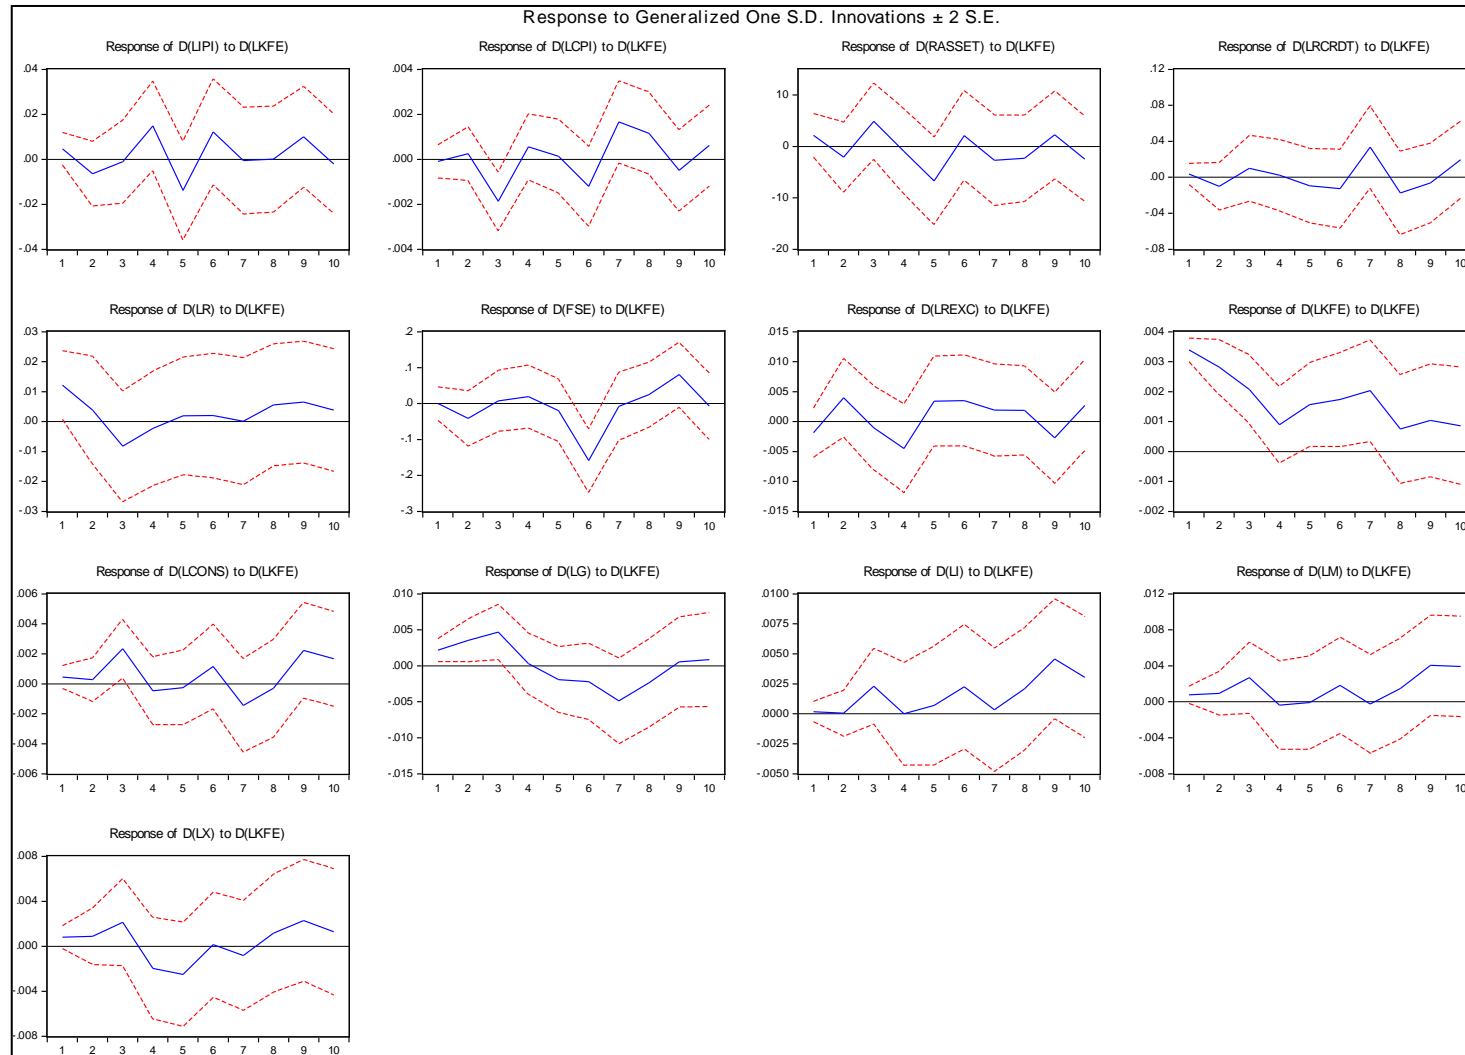 Response to Generalized One S.D. Innovations ± 2 S.E.
Response of D(LIPI) to D(LKFE)
.04
.02
.00
-.02
-.04
1 2 3 4 5 6 7 8 9 10
Response of D(LCPI) to D(LKFE)
.004
.002
.000
-.002
-.004
1 2 3 4 5 6 7 8 9 10
Response of D(RASSET) to D(LKFE)
10
0
-10
-20
1 2 3 4 5 6 7 8 9 10
Response of D(LRCRDT) to D(LKFE)
.12
.08
.04
.00
-.04
-.08
1 2 3 4 5 6 7 8 9 10
Response of D(LR) to D(LKFE)
.03
.02
.01
.00
-.01
-.02
-.03
1 2 3 4 5 6 7 8 9 10
Response of D(FSE) to D(LKFE)
.2
.1
.0
-.1
-.2
-.3
1 2 3 4 5 6 7 8 9 10
Response of D(LREXC) to D(LKFE)
.015
.010
.005
.000
-.005
-.010
-.015
1 2 3 4 5 6 7 8 9 10
Response of D(LKFE) to D(LKFE)
.004
.003
.002
.001
.000
-.001
-.002
1 2 3 4 5 6 7 8 9 10
Response of D(LCONS) to D(LKFE)
.006
.004
.002
.000
-.002
-.004
-.006
1 2 3 4 5 6 7 8 9 10
Response of D(LG) to D(LKFE)
.010
.005
.000
-.005
-.010
-.015
1 2 3 4 5 6 7 8 9 10
Response of D(LI) to D(LKFE)
.0100
.0075
.0050
.0025
.0000
-.0025
-.0050
1 2 3 4 5 6 7 8 9 10
Response of D(LM) to D(LKFE)
.012
.008
.004
.000
-.004
-.008
1 2 3 4 5 6 7 8 9 10
Response of D(LX) to D(LKFE)
.008
.004
.000
-.004
-.008
1 2 3 4 5 6 7 8 9 10